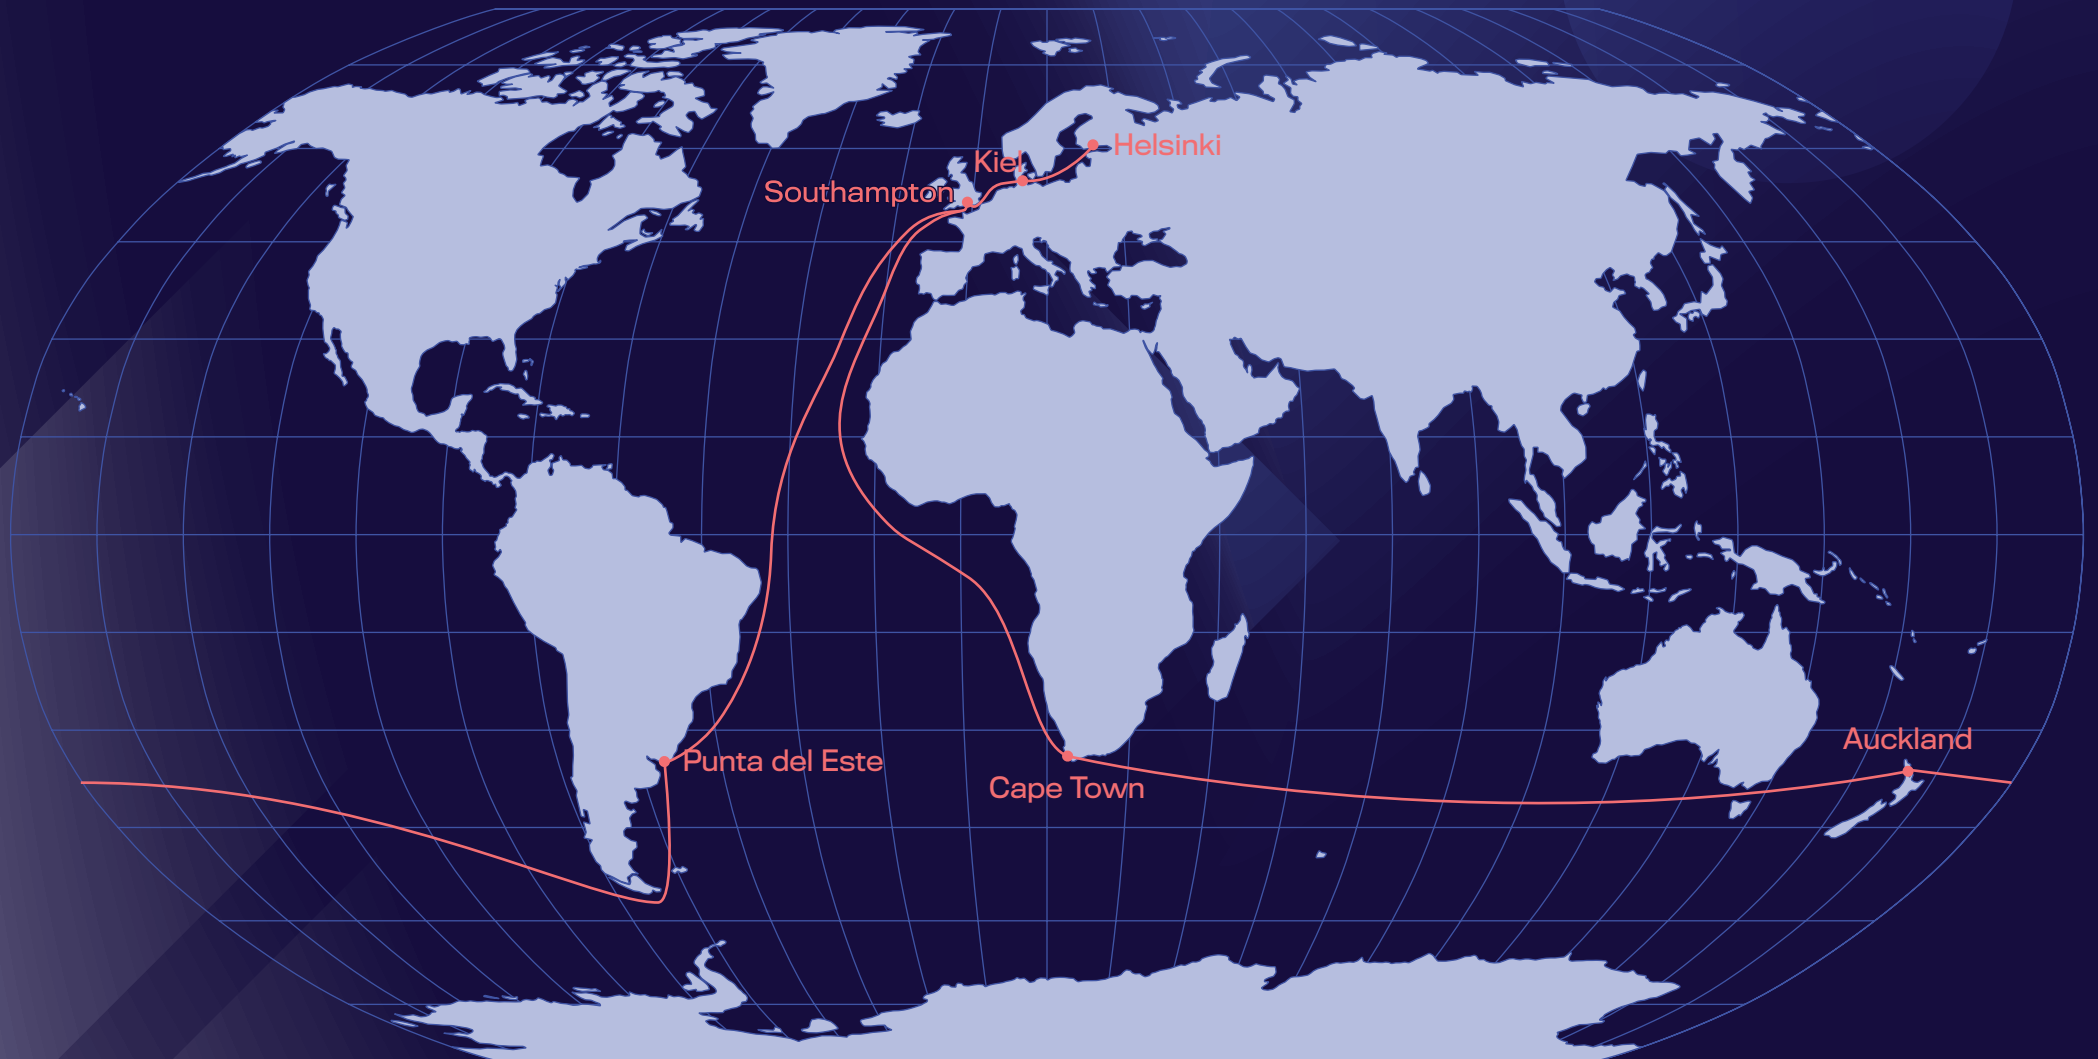 Helsinki
Kiel
Southampton
Auckland
Punta del Este
Cape Town